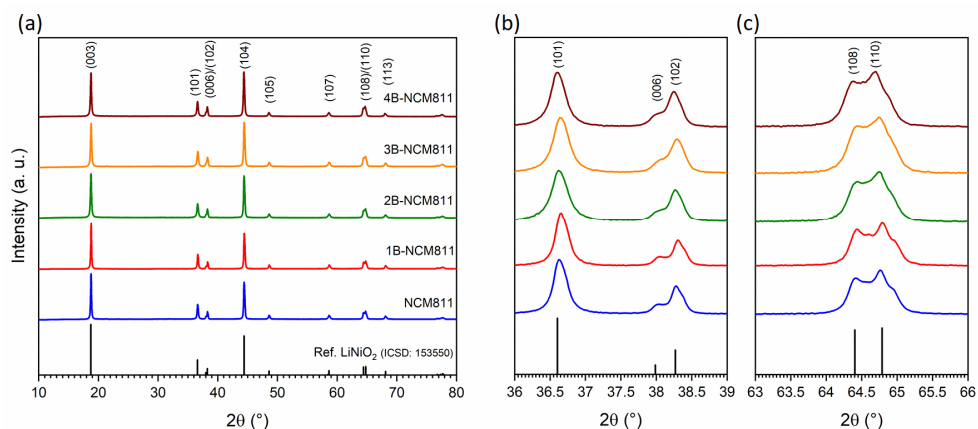 (a)
(003)
(101)
(006)/(102)
(104)
(105)
(107)
(108)/(110)
(113)
4B-NCM811
3B-NCM811
2B-NCM811
1B-NCM811
NCM811
Ref. LiNiO₂ (ICSD: 153550)
Intensity (a. u.)
10 20 30 40 50 60 70 80
2θ (°)
(b)
(101)
(006)
(102)
36 36.5 37 37.5 38 38.5 39
2θ (°)
(c)
(108)
(110)
63 63.5 64 64.5 65 65.5 66
2θ (°)